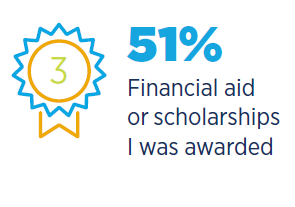 3
51%
Financial aid
or scholarships
I was awarded